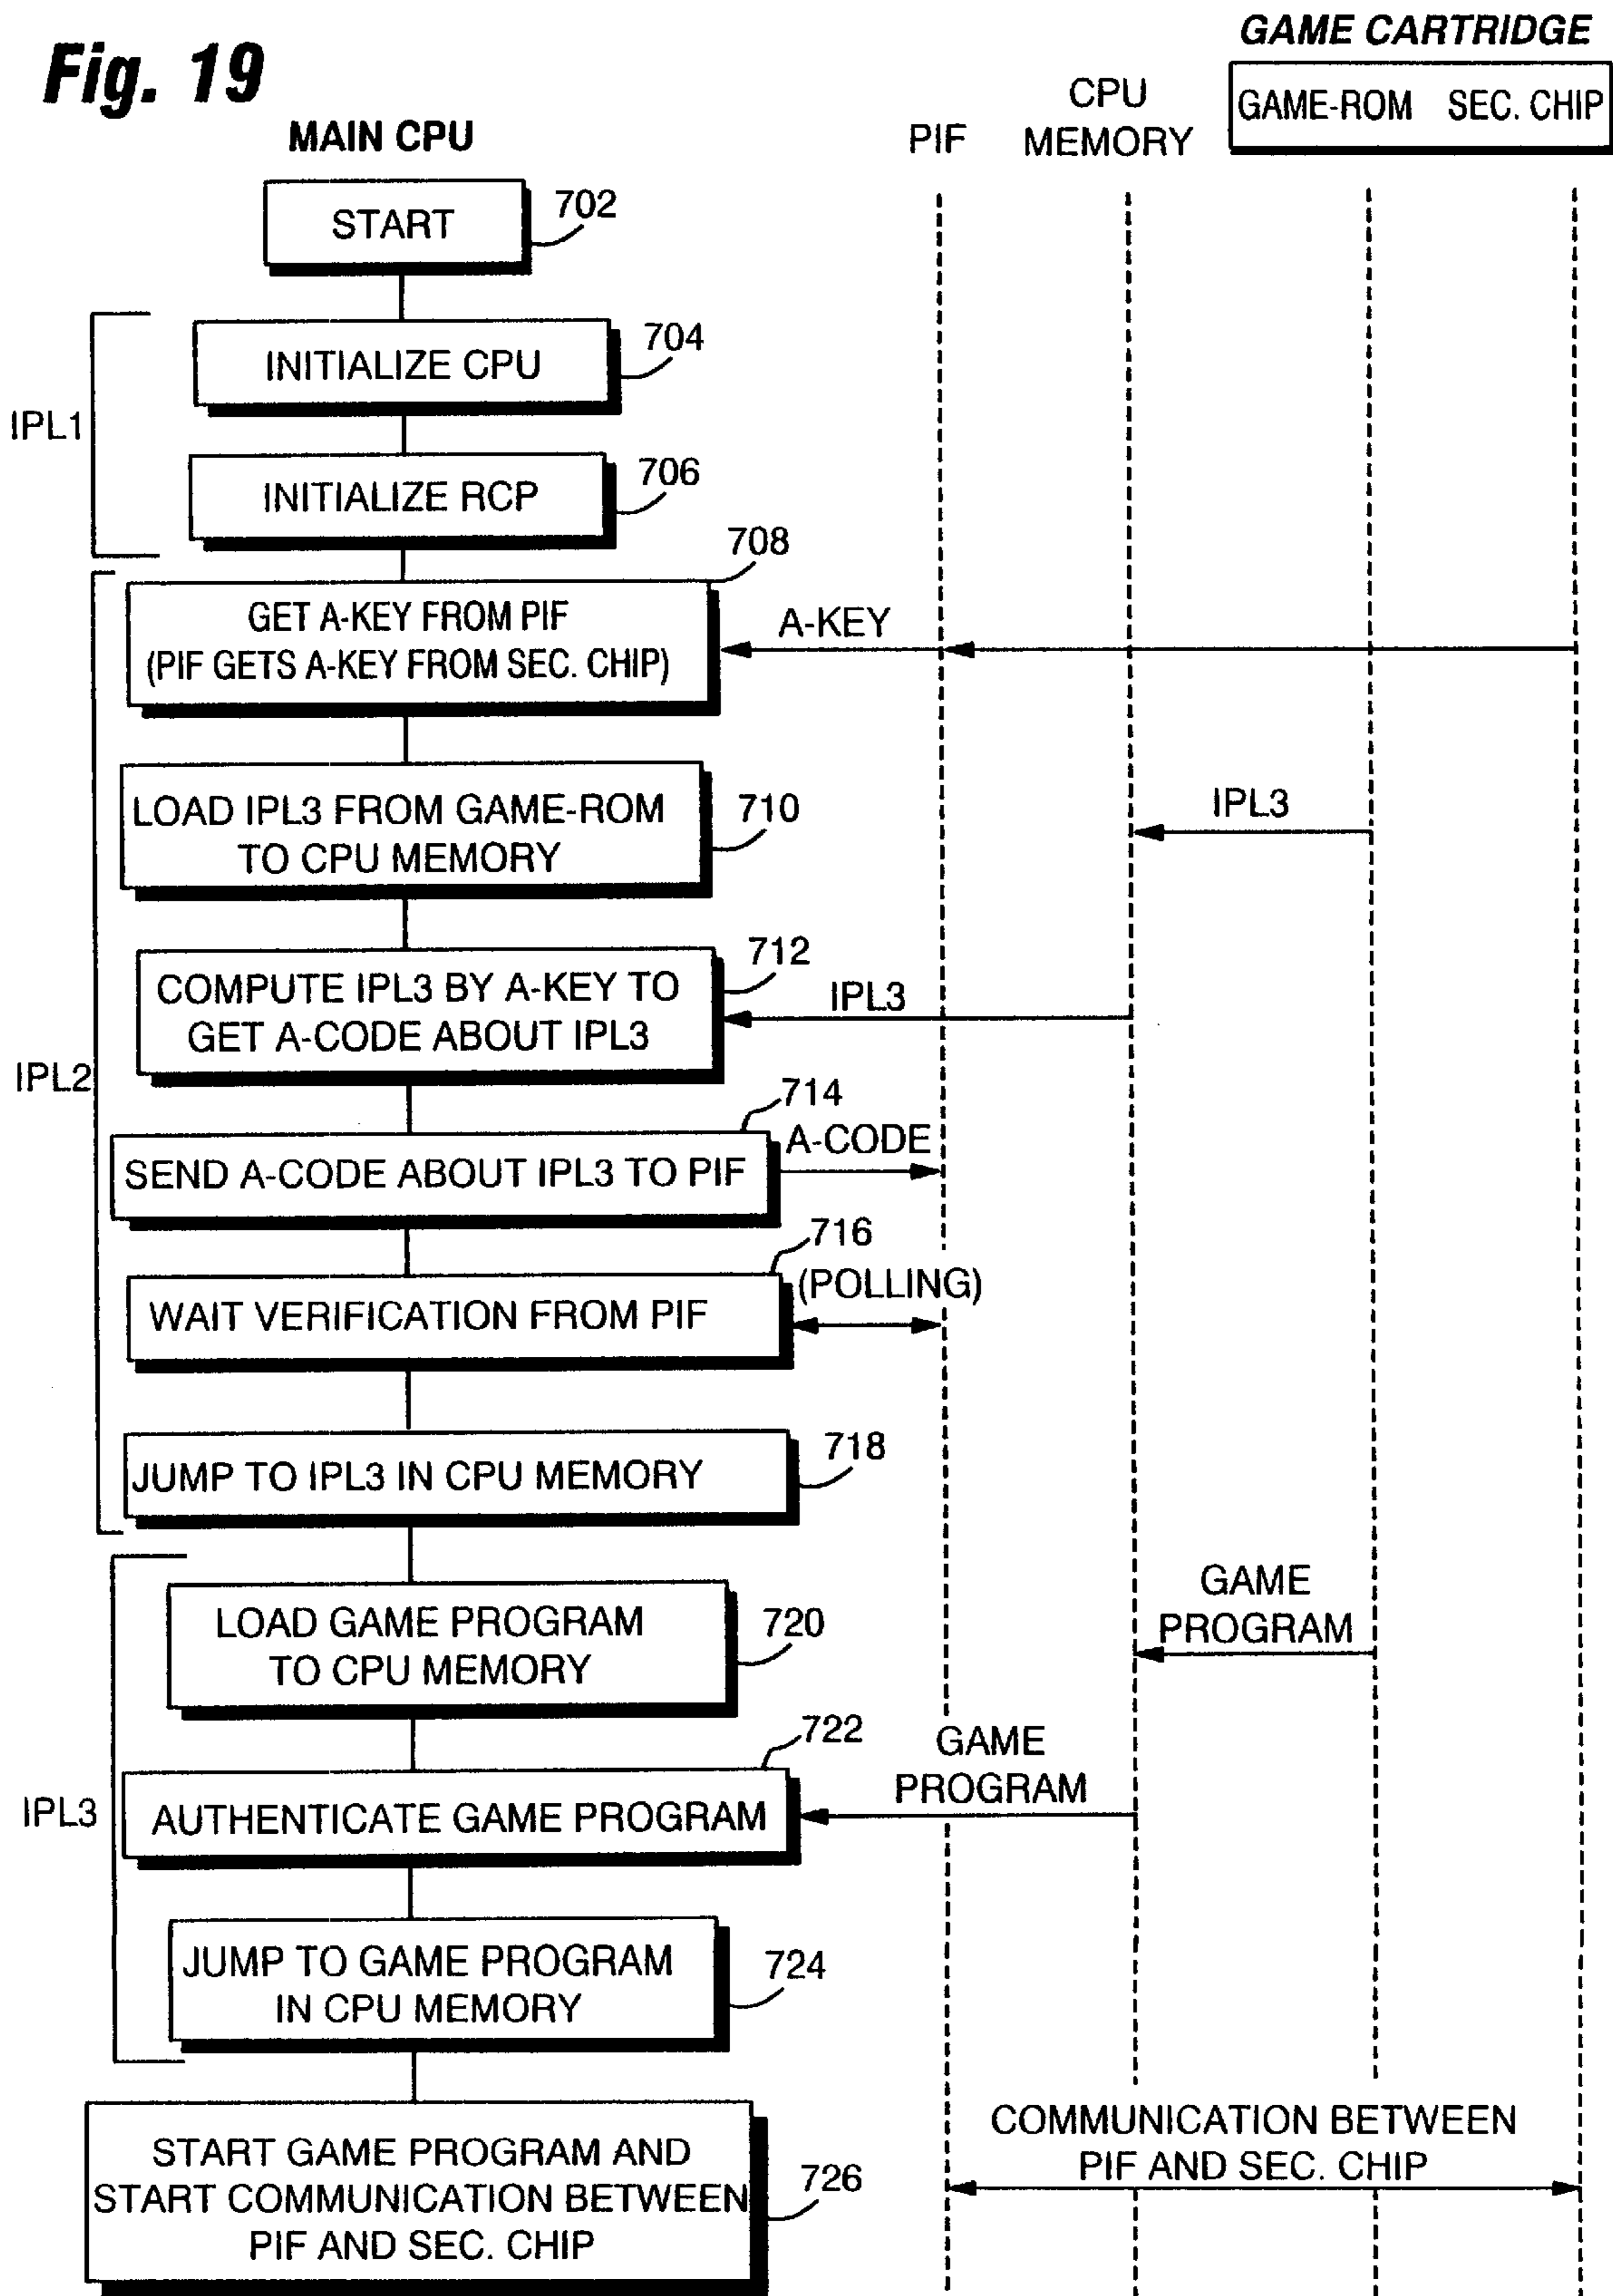 Fig. 19
GAME CARTRIDGE
MAIN CPU
PIF
CPU
MEMORY
GAME-ROM SEC. CHIP
START
702
IPL1
INITIALIZE CPU
704
INITIALIZE RCP
706
IPL2
708
GET A-KEY FROM PIF
(PIF GETS A-KEY FROM SEC. CHIP)
A-KEY
LOAD IPL3 FROM GAME-ROM
TO CPU MEMORY
710
IPL3
COMPUTE IPL3 BY A-KEY TO
GET A-CODE ABOUT IPL3
712
IPL3
714
SEND A-CODE ABOUT IPL3 TO PIF
A-CODE
716
WAIT VERIFICATION FROM PIF
(POLLING)
JUMP TO IPL3 IN CPU MEMORY
718
IPL3
LOAD GAME PROGRAM
TO CPU MEMORY
720
GAME
PROGRAM
722
AUTHENTICATE GAME PROGRAM
GAME
PROGRAM
JUMP TO GAME PROGRAM
IN CPU MEMORY
724
START GAME PROGRAM AND
START COMMUNICATION BETWEEN
PIF AND SEC. CHIP
726
COMMUNICATION BETWEEN
PIF AND SEC. CHIP